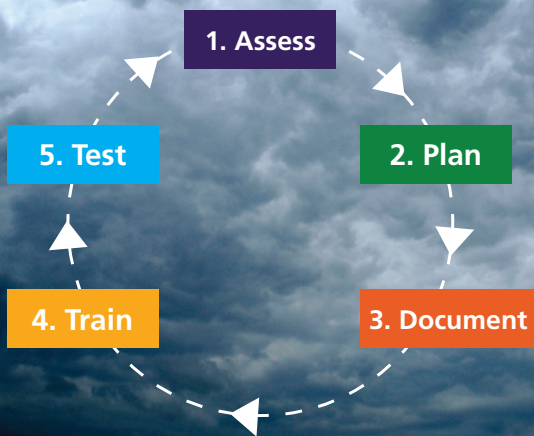 1. Assess
2. Plan
3. Document
4. Train
5. Test